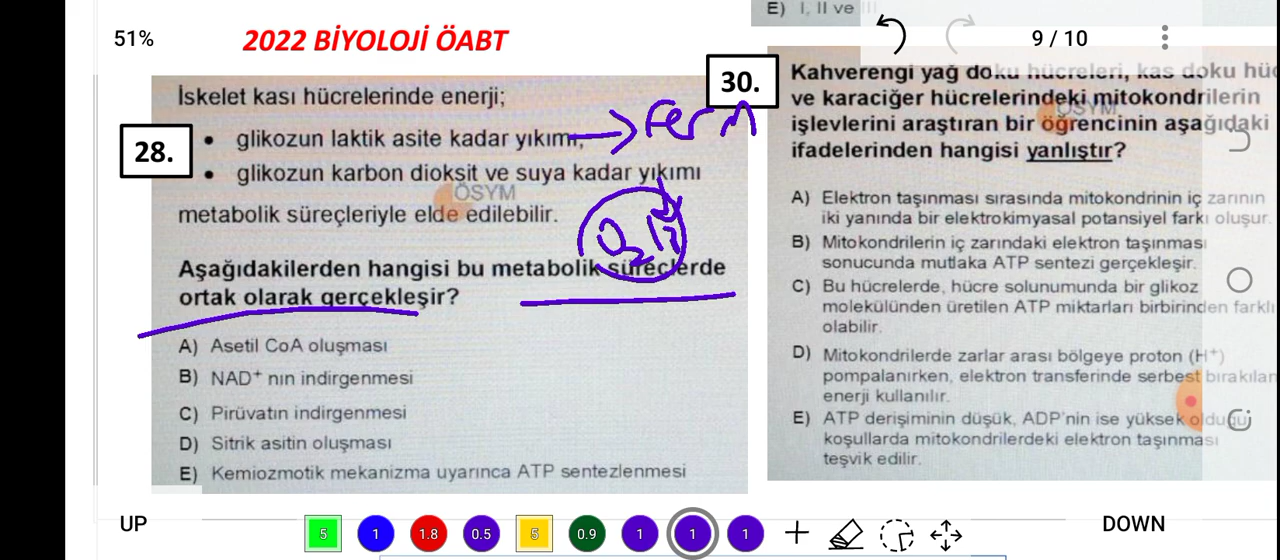 E) I, II ve III
51%
2022 BİYOLOJİ ÖABT
9 / 10
28.
İskelet kası hücrelerinde enerji;
• glikozun laktik asite kadar yıkımı,
Ferm
• glikozun karbon dioksit ve suya kadar yıkımı
ÖSYM
metabolik süreçleriyle elde edilebilir.
Aşağıdakilerden hangisi bu metabolik süreçlerde
ortak olarak gerçekleşir?
A) Asetil CoA oluşması
B) NAD⁺ nın indirgenmesi
C) Pirüvatın indirgenmesi
D) Sitrik asitin oluşması
E) Kemiozmotik mekanizma uyarınca ATP sentezlenmesi
30.
Kahverengi yağ doku hücreleri, kas doku hüc
ve karaciğer hücrelerindeki mitokondrilerin
ÖSYM
işlevlerini araştıran bir öğrencinin aşağıdaki
ifadelerinden hangisi yanlıştır?
A) Elektron taşınması sırasında mitokondrinin iç zarının
iki yanında bir elektrokimyasal potansiyel farkı oluşur.
B) Mitokondrilerin iç zarındaki elektron taşınması
sonucunda mutlaka ATP sentezi gerçekleşir.
C) Bu hücrelerde, hücre solunumunda bir glikoz
molekülünden üretilen ATP miktarları birbirinden farklı
olabilir.
D) Mitokondrilerde zarlar arası bölgeye proton (H⁺)
pompalanırken, elektron transferinde serbest bırakılan
enerji kullanılır.
E) ATP derişiminin düşük, ADP'nin ise yüksek olduğu
koşullarda mitokondrilerdeki elektron taşınması
teşvik edilir.
UP
5 1 1.8 0.5 5 0.9 1 1 1
DOWN